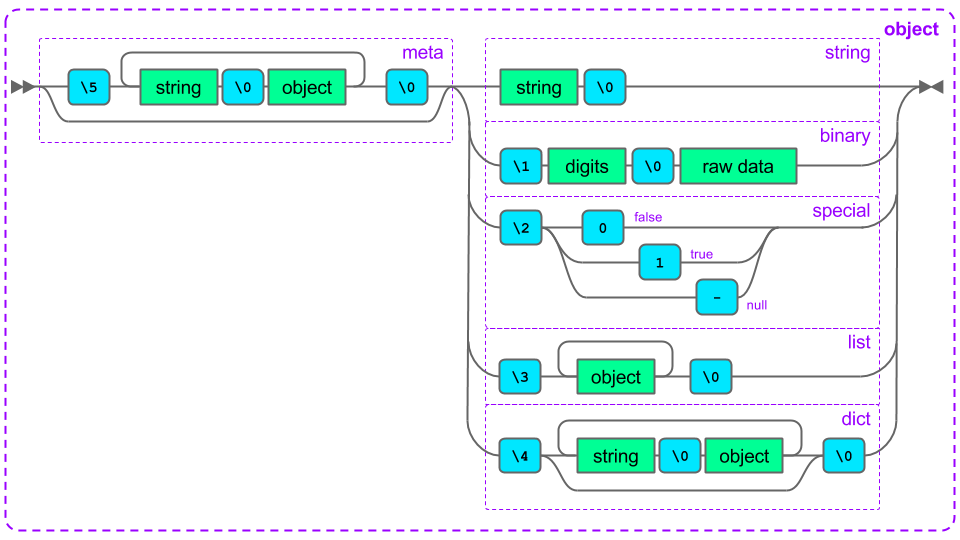 object
meta
\5 string \0 object \0
string
string \0
binary
\1 digits \0 raw data
special
\2 0 false
1 true
- null
list
\3 object \0
dict
\4 string \0 object \0